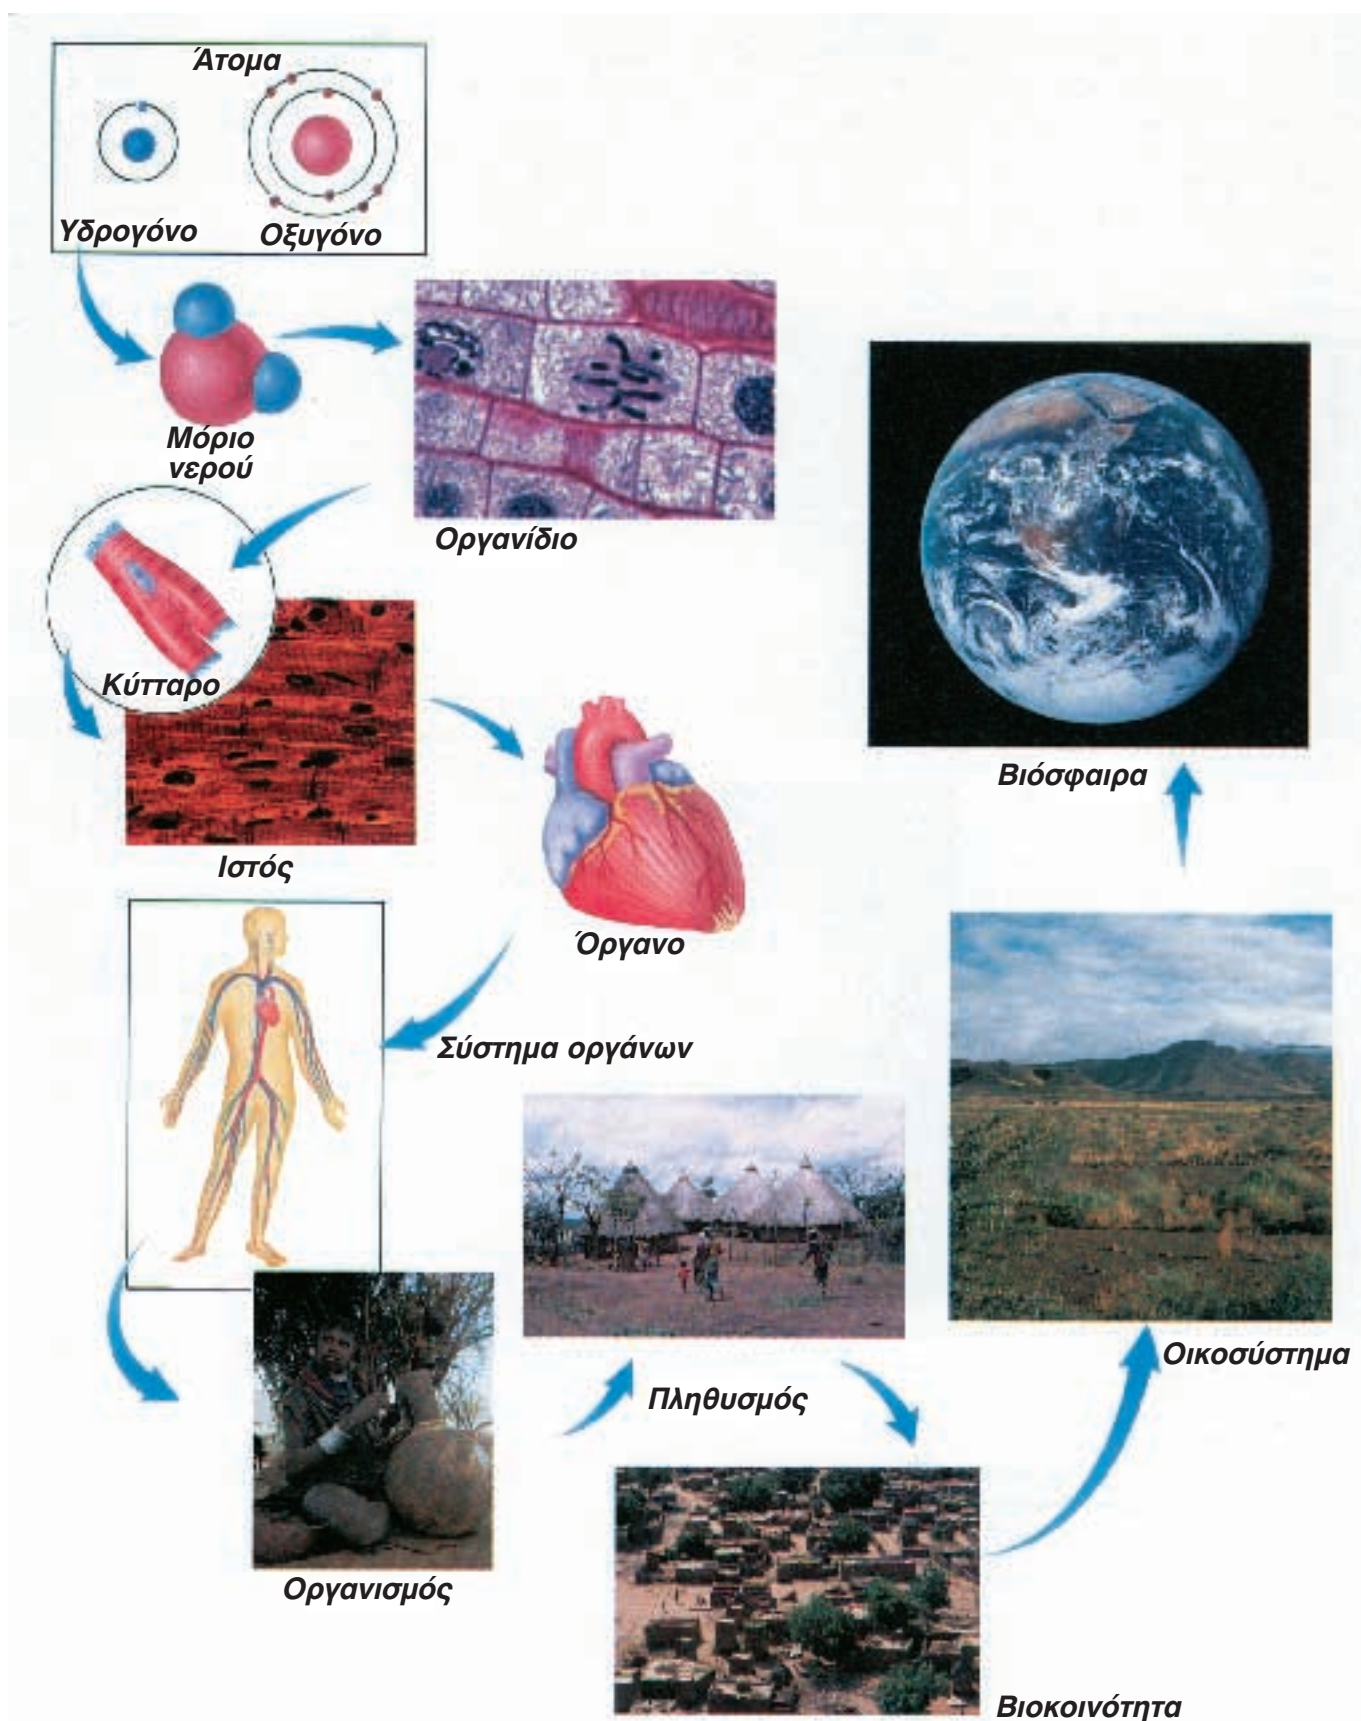 Άτομα
Υδρογόνο
Οξυγόνο
Μόριο
νερού
Οργανίδιο
Κύτταρο
Ιστός
Όργανο
Σύστημα οργάνων
Οργανισμός
Πληθυσμός
Βιοκοινότητα
Οικοσύστημα
Βιόσφαιρα